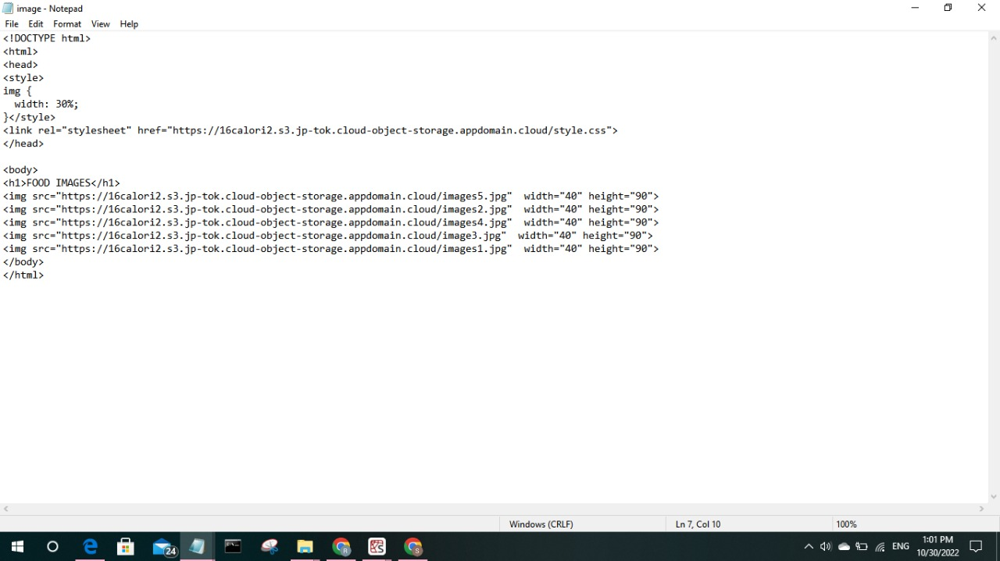 image - Notepad
File Edit Format View Help
<!DOCTYPE html>
<html>
<head>
<style>
img {
  width: 30%;
}</style>
<link rel="stylesheet" href="https://16calori2.s3.jp-tok.cloud-object-storage.appdomain.cloud/style.css">
</head>

<body>
<h1>FOOD IMAGES</h1>
<img src="https://16calori2.s3.jp-tok.cloud-object-storage.appdomain.cloud/images5.jpg"  width="40" height="90">
<img src="https://16calori2.s3.jp-tok.cloud-object-storage.appdomain.cloud/images2.jpg"  width="40" height="90">
<img src="https://16calori2.s3.jp-tok.cloud-object-storage.appdomain.cloud/images4.jpg"  width="40" height="90">
<img src="https://16calori2.s3.jp-tok.cloud-object-storage.appdomain.cloud/image3.jpg"  width="40" height="90">
<img src="https://16calori2.s3.jp-tok.cloud-object-storage.appdomain.cloud/images1.jpg"  width="40" height="90">
</body>
</html>
Windows (CRLF) Ln 7, Col 10 100%
24 R S ENG 1:01 PM
10/30/2022